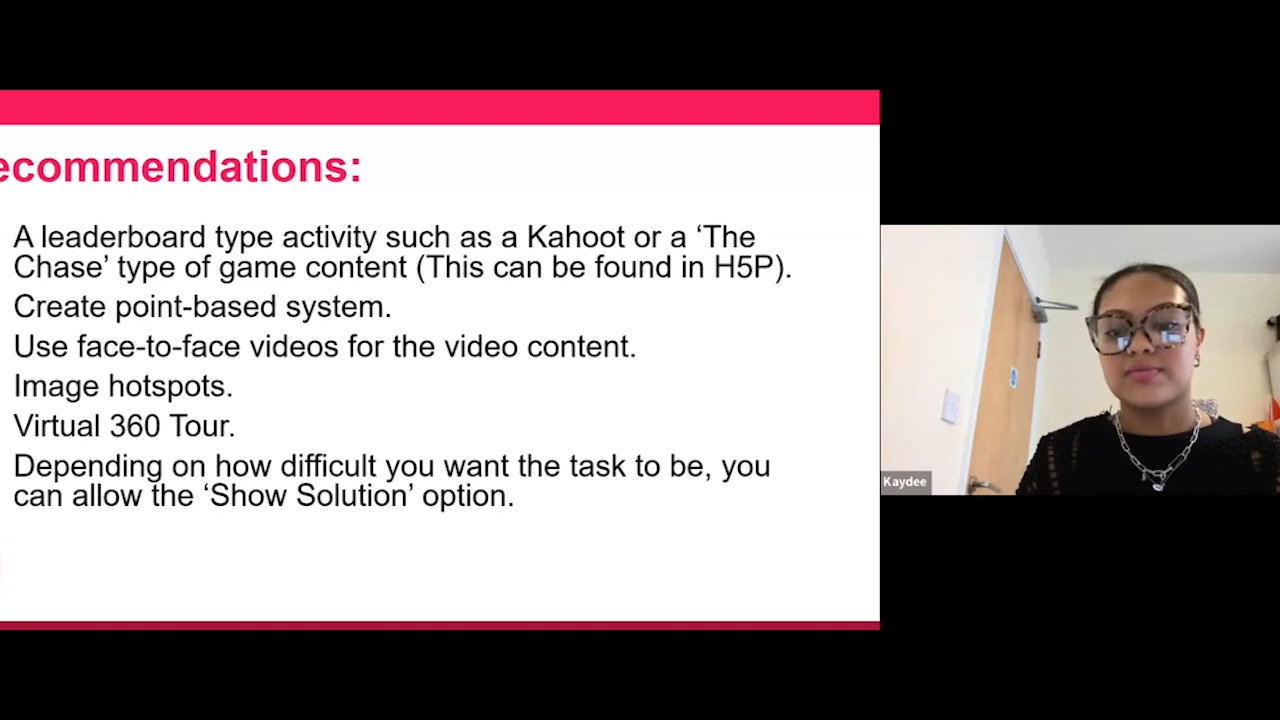 ecommendations:
A leaderboard type activity such as a Kahoot or a ‘The
Chase’ type of game content (This can be found in H5P).
Create point-based system.
Use face-to-face videos for the video content.
Image hotspots.
Virtual 360 Tour.
Depending on how difficult you want the task to be, you
can allow the ‘Show Solution’ option.
Kaydee